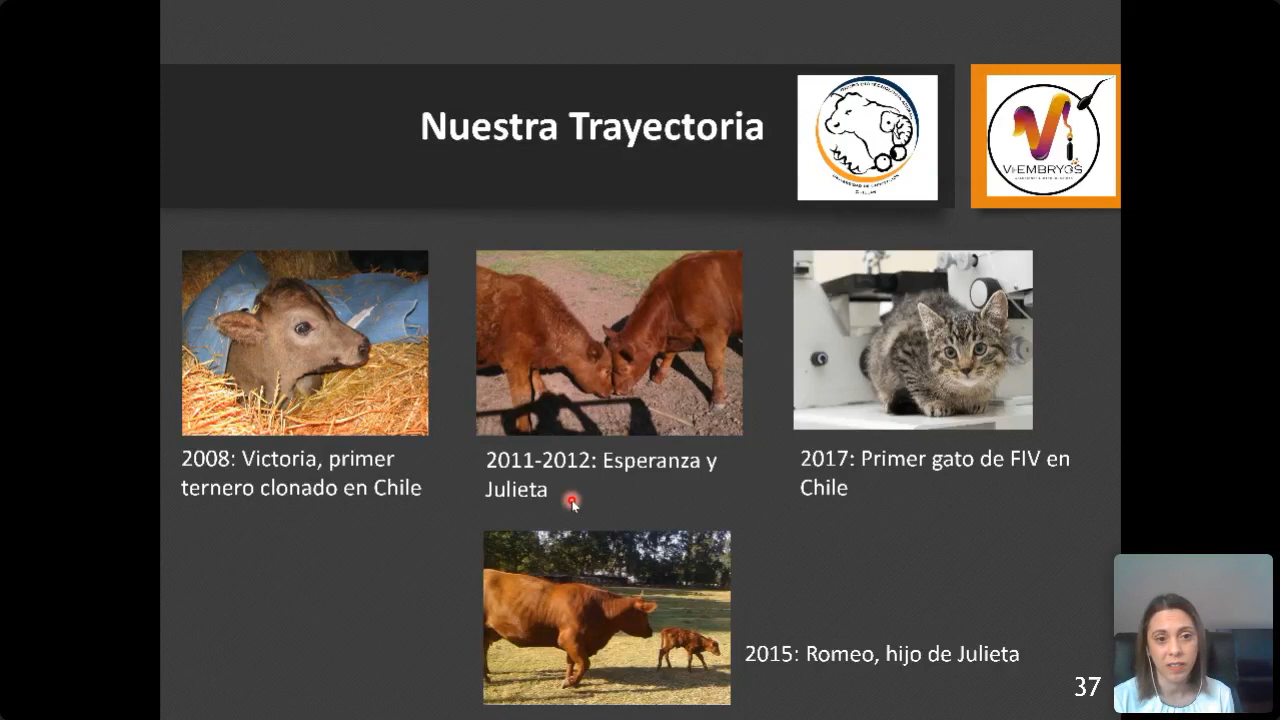 Nuestra Trayectoria
VitEMBRYOS
2008: Victoria, primer
ternero clonado en Chile
2011-2012: Esperanza y
Julieta
2017: Primer gato de FIV en
Chile
2015: Romeo, hijo de Julieta
37